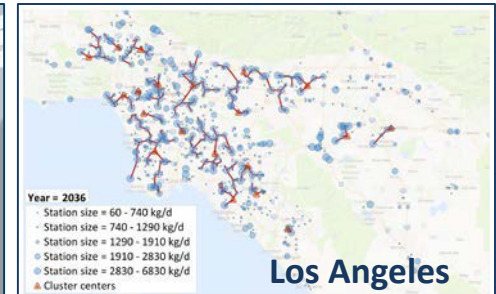 Year = 2036
Station size = 60 - 740 kg/d
Station size = 740 - 1290 kg/d
Station size = 1290 - 1910 kg/d
Station size = 1910 - 2830 kg/d
Station size = 2830 - 6830 kg/d
Cluster centers
Los Angeles